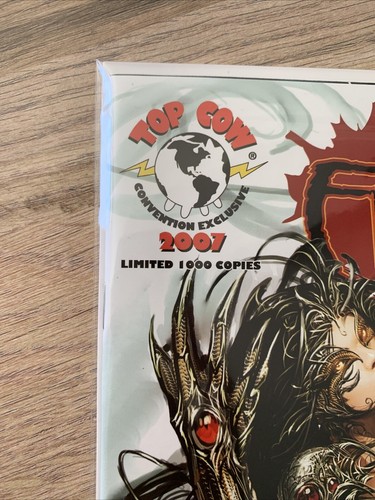 TOP COW
®
CONVENTION EXCLUSIVE
2007
LIMITED 1000 COPIES